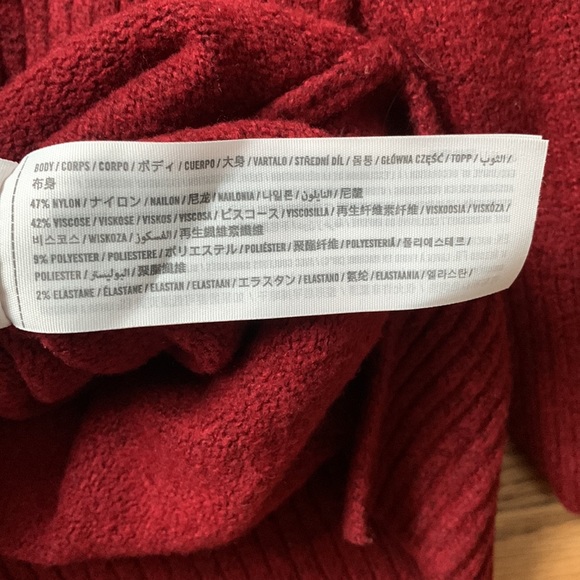 BODY / CORPS / CORPO / ボディ / CUERPO / 大身 / VARTALO / STŘEDNÍ DÍL / 몸통 / GŁÓWNA CZĘŚĆ / TOPP / الثوب /
布身
47% NYLON / ナイロン / NAILON / 尼龙 / NAILONIA / 나일론 / النايلون / 尼龍
42% VISCOSE / VISKOSE / VISKOS / VISCOSA / ビスコース / VISCOSILLA / 再生纤维素纤维 / VISKOOSIA / VISKÓZA /
비스코스 / WISKOZA / الفسكوز / 再生纖維素纖維
9% POLYESTER / POLIESTERE / ポリエステル / POLIÉSTER / 聚酯纤维 / POLYESTERIÄ / 폴리에스테르 /
POLIESTER / البوليستر / 聚酯纖維
2% ELASTANE / ÉLASTANE / ELASTAN / ELASTAAN / エラスタン / ELASTANO / 氨纶 / ELASTAANIA / 엘라스탄 /